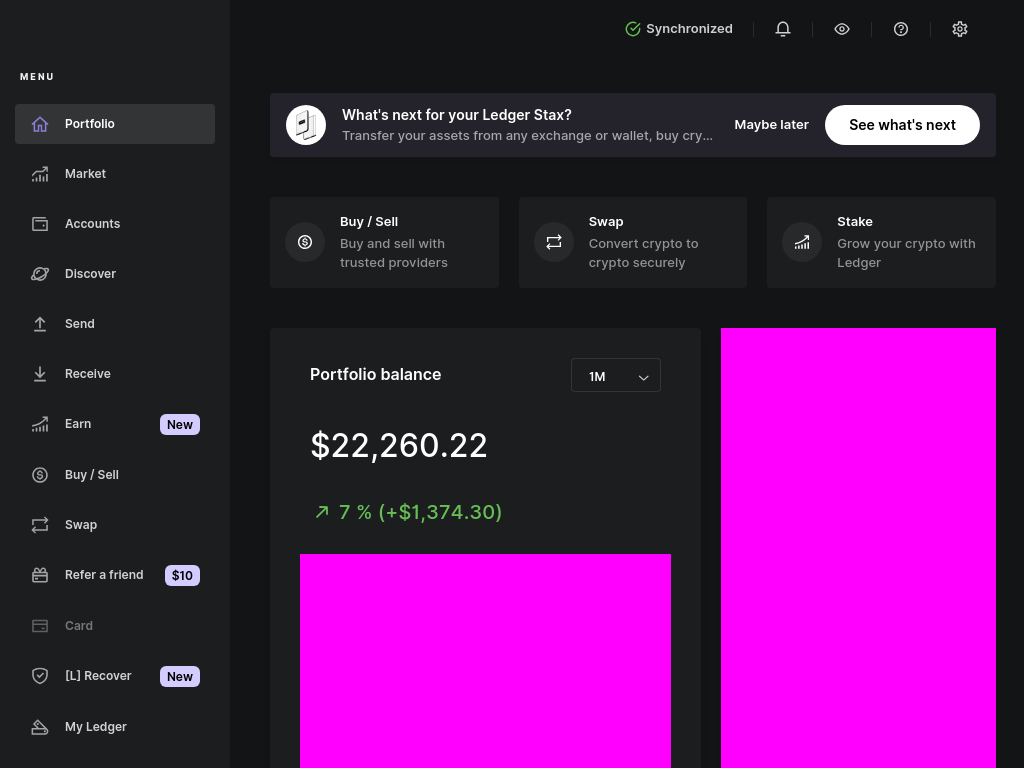 Synchronized
MENU
Portfolio
Market
Accounts
Discover
Send
Receive
Earn New
Buy / Sell
Swap
Refer a friend $10
Card
[L] Recover New
My Ledger
What's next for your Ledger Stax?
Transfer your assets from any exchange or wallet, buy cry...
Maybe later
See what's next
Buy / Sell
Buy and sell with
trusted providers
Swap
Convert crypto to
crypto securely
Stake
Grow your crypto with
Ledger
Portfolio balance
1M
$22,260.22
7 % (+$1,374.30)